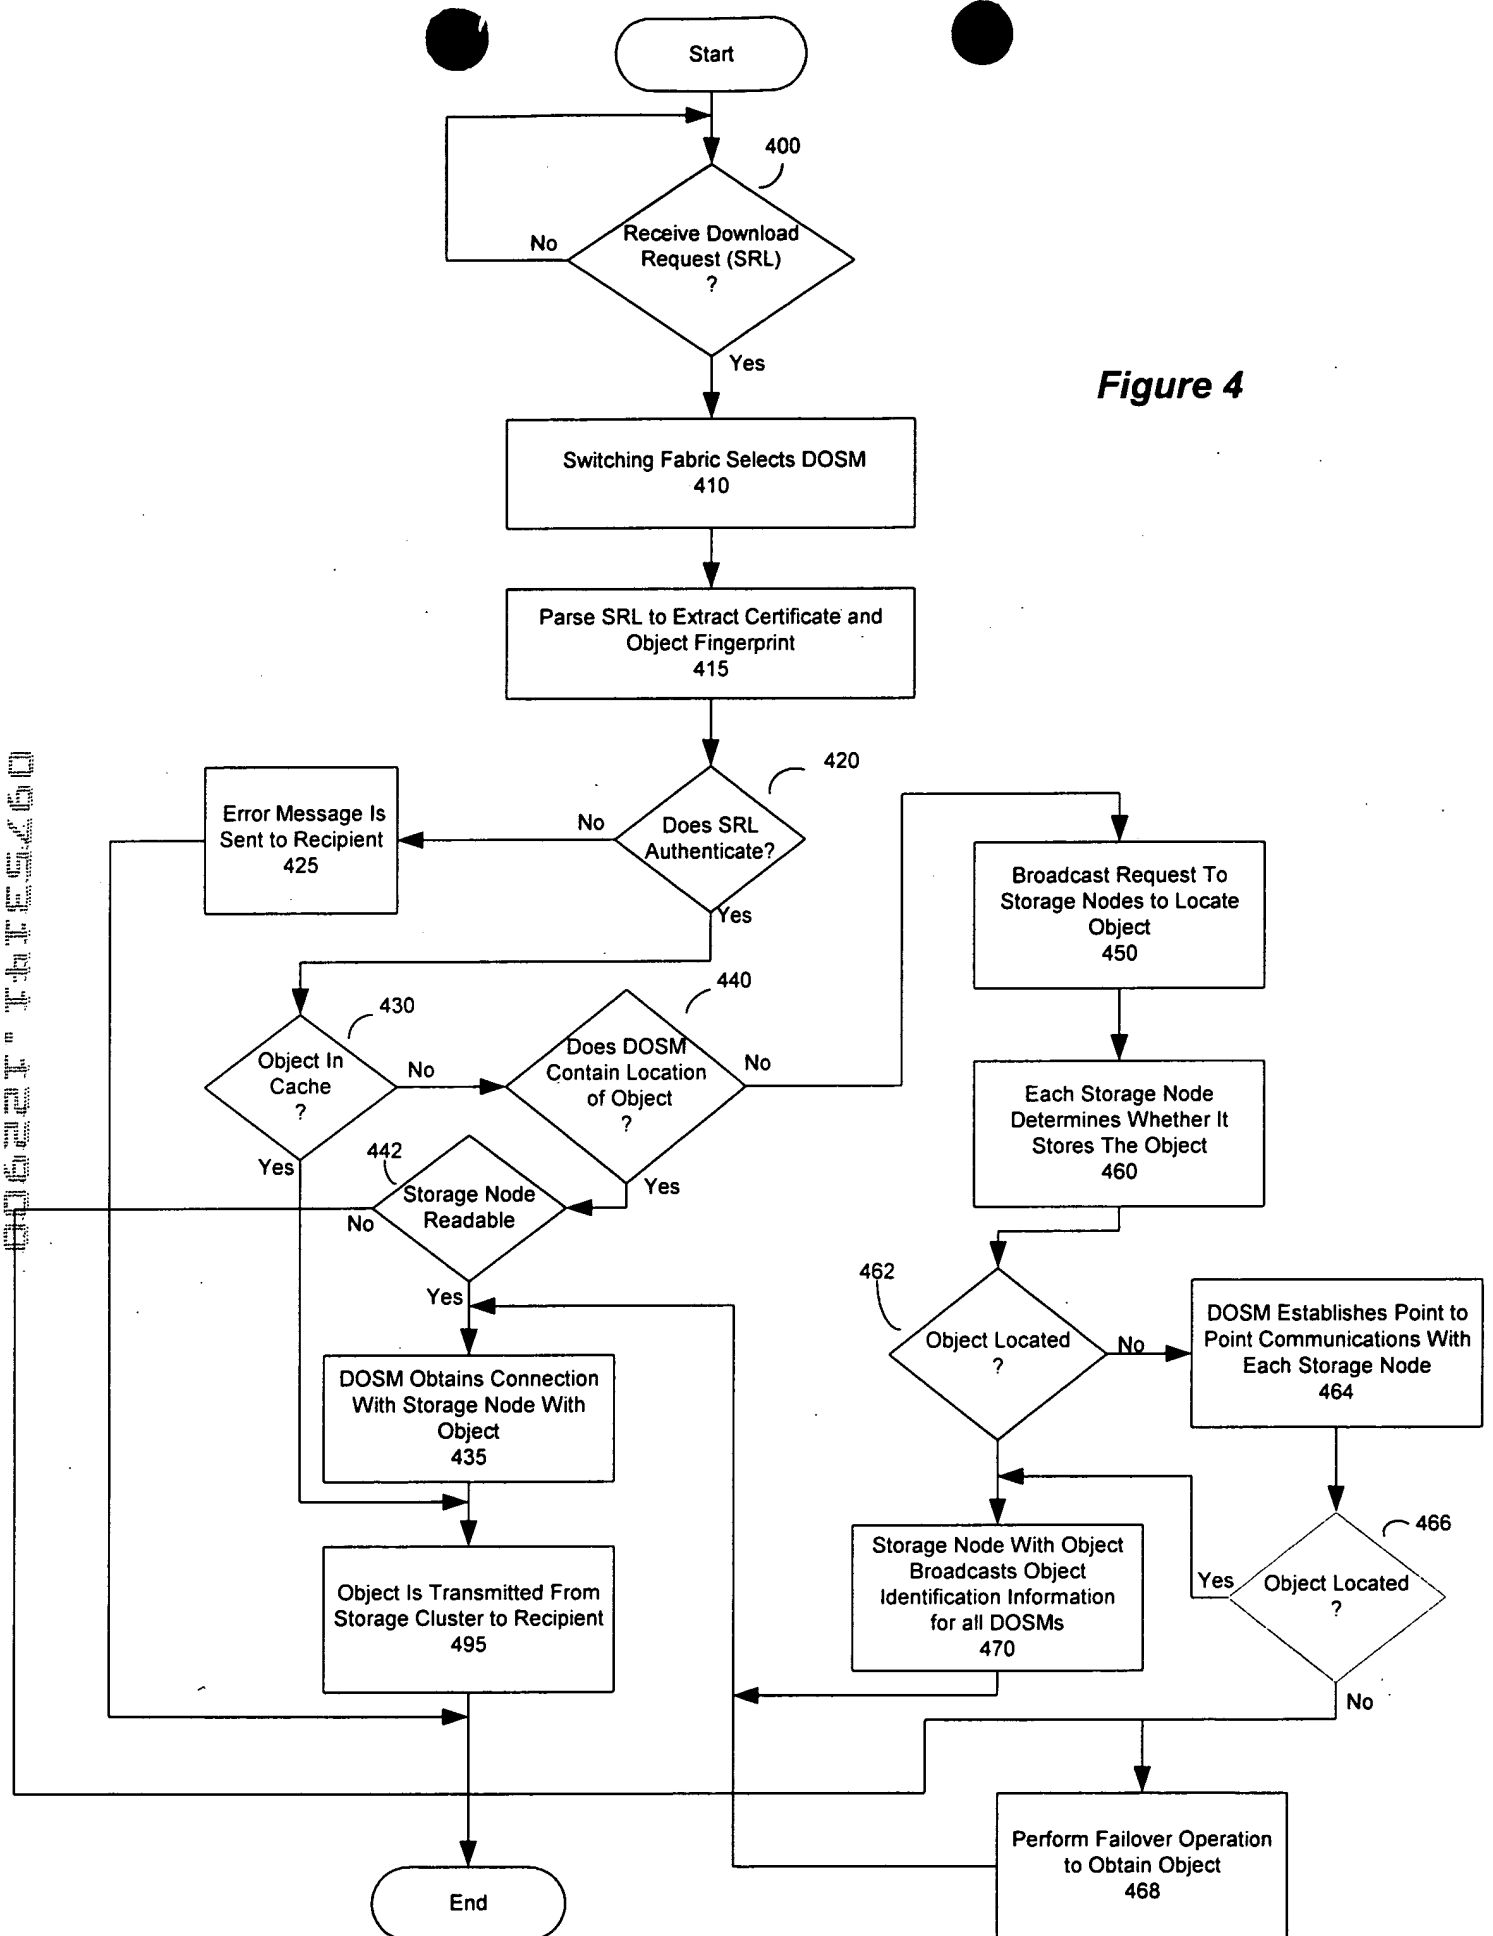 Start
400
Receive Download
Request (SRL)
?
No
Yes
Figure 4
Switching Fabric Selects DOSM
410
Parse SRL to Extract Certificate and
Object Fingerprint
415
420
Does SRL
Authenticate?
No
Yes
Error Message Is
Sent to Recipient
425
Broadcast Request To
Storage Nodes to Locate
Object
450
430
Object In
Cache
?
No
Yes
440
Does DOSM
Contain Location
of Object
?
No
Yes
Each Storage Node
Determines Whether It
Stores The Object
460
442
Storage Node
Readable
No
Yes
462
Object Located
?
No
DOSM Establishes Point to
Point Communications With
Each Storage Node
464
DOSM Obtains Connection
With Storage Node With
Object
435
466
Object Located
?
Yes
No
Storage Node With Object
Broadcasts Object
Identification Information
for all DOSMs
470
Object Is Transmitted From
Storage Cluster to Recipient
495
Perform Failover Operation
to Obtain Object
468
End